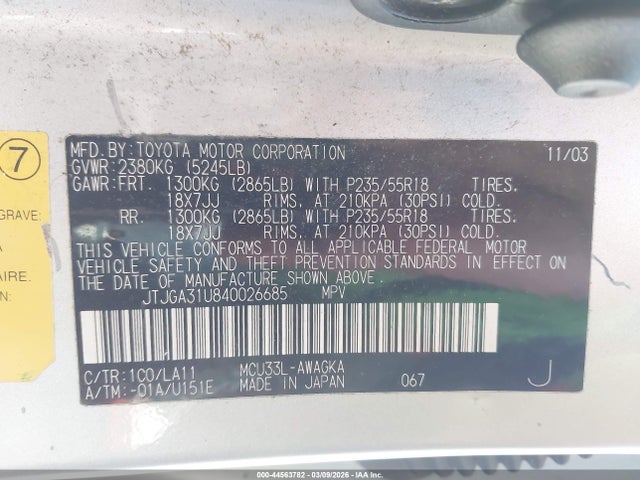 7
GRAVE:
A
AIRE.
MFD. BY: TOYOTA MOTOR CORPORATION 11/03
GVWR: 2380KG (5245LB)
GAWR: FRT. 1300KG (2865LB) WITH P235/55R18 TIRES.
18X7JJ RIMS. AT 210KPA (30PSI) COLD.
RR. 1300KG (2865LB) WITH P235/55R18 TIRES.
18X7JJ RIMS. AT 210KPA (30PSI) COLD.
THIS VEHICLE CONFORMS TO ALL APPLICABLE FEDERAL MOTOR
VEHICLE SAFETY AND THEFT PREVENTION STANDARDS IN EFFECT ON
THE DATE OF MANUFACTURE SHOWN ABOVE.
JTJGA31U840026685 MPV
C/TR: 1C0/LA11 MCU33L-AWAGKA
A/TM: -01A/U151E MADE IN JAPAN 067 J
000-44563782 - 03/09/2026 - IAA Inc.